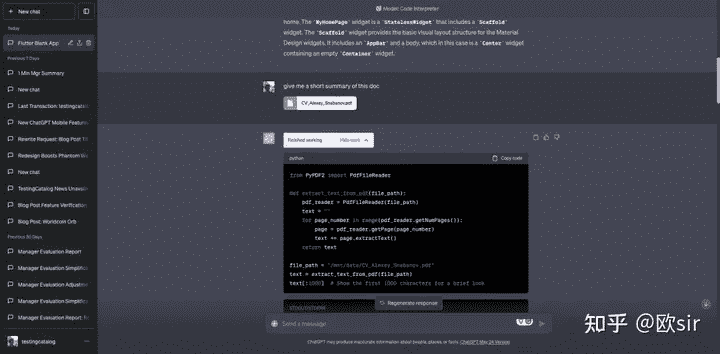 New chat
Model: Code Interpreter
Today
Flutter Blank App
Previous 7 Days
1 Min Mgr Summary
New chat
Last Transaction: testingcatalog
New ChatGPT Mobile Feature
Rewrite Request: Blog Post
Redesign Boosts Phantom
New chat
TestingCatalog News
Blog Post Feature Verification
Blog Post: Worldcoin Orb
Previous 30 Days
Manager Evaluation Report
Manager Evaluation Simplific
Manager Evaluation Adjustm
Manager Evaluation Simplific
Manager Evaluation Report:
testingcatalog
home. The `MyHomePage` widget is a `StatelessWidget` that includes a `Scaffold`
widget. The `Scaffold` widget provides the basic visual layout structure for the Material
Design widgets. It includes an `AppBar` and a body, which in this case is a `Center` widget
containing an empty `Container` widget.
give me a short summary of this doc
CV_Alexey_Shabanov.pdf
Finished working
Hide work
python
Copy code
from PyPDF2 import PdfFileReader
def extract_text_from_pdf(file_path):
pdf_reader = PdfFileReader(file_path)
text = ""
for page_number in range(pdf_reader.getNumPages()):
page = pdf_reader.getPage(page_number)
text += page.extractText()
return text
file_path = "/mnt/data/CV_Alexey_Shabanov.pdf"
text = extract_text_from_pdf(file_path)
text[:1000] # Show the first 1000 characters for a brief look
Regenerate response
Send a message
ChatGPT may produce inaccurate information about people, places, or facts. ChatGPT May 24 Version
知乎 @欧sir